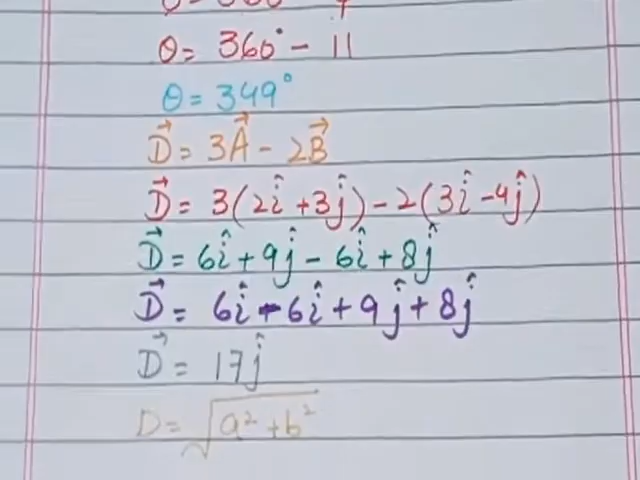 θ = 360° - 11
θ = 349°
D⃗ = 3A⃗ - 2B⃗
D⃗ = 3(2î + 3ĵ) - 2(3î - 4ĵ)
D⃗ = 6î + 9ĵ - 6î + 8ĵ
D⃗ = 6î - 6î + 9ĵ + 8ĵ
D⃗ = 17ĵ
D = √(a² + b²)